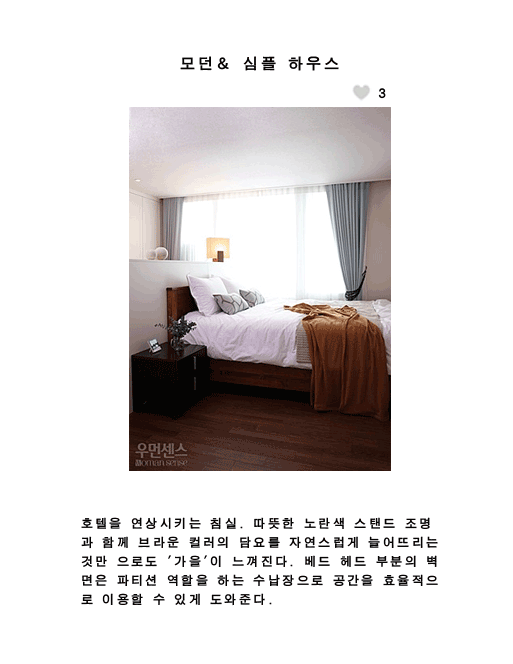 모던& 심플 하우스
3
우먼센스
Woman sense
호텔을 연상시키는 침실. 따뜻한 노란색 스탠드 조명
과 함께 브라운 컬러의 담요를 자연스럽게 늘어뜨리는
것만 으로도 '가을'이 느껴진다. 베드 헤드 부분의 벽
면은 파티션 역할을 하는 수납장으로 공간을 효율적으
로 이용할 수 있게 도와준다.